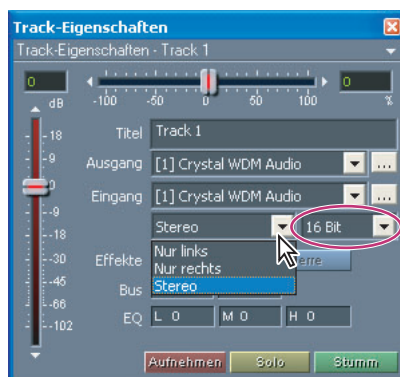 Track-Eigenschaften
Track-Eigenschaften - Track 1
0 0
dB -100 -50 0 50 100 %
-18 Titel Track 1
-9 Ausgang [1] Crystal WDM Audio ...
0 Eingang [1] Crystal WDM Audio ...
-9
-18 Stereo 16 Bit
Nur links
-30 Effekte Nur rechts
-45 Bus Stereo
-66
-102 EQ L 0 M 0 H 0
Aufnehmen Solo Stumm